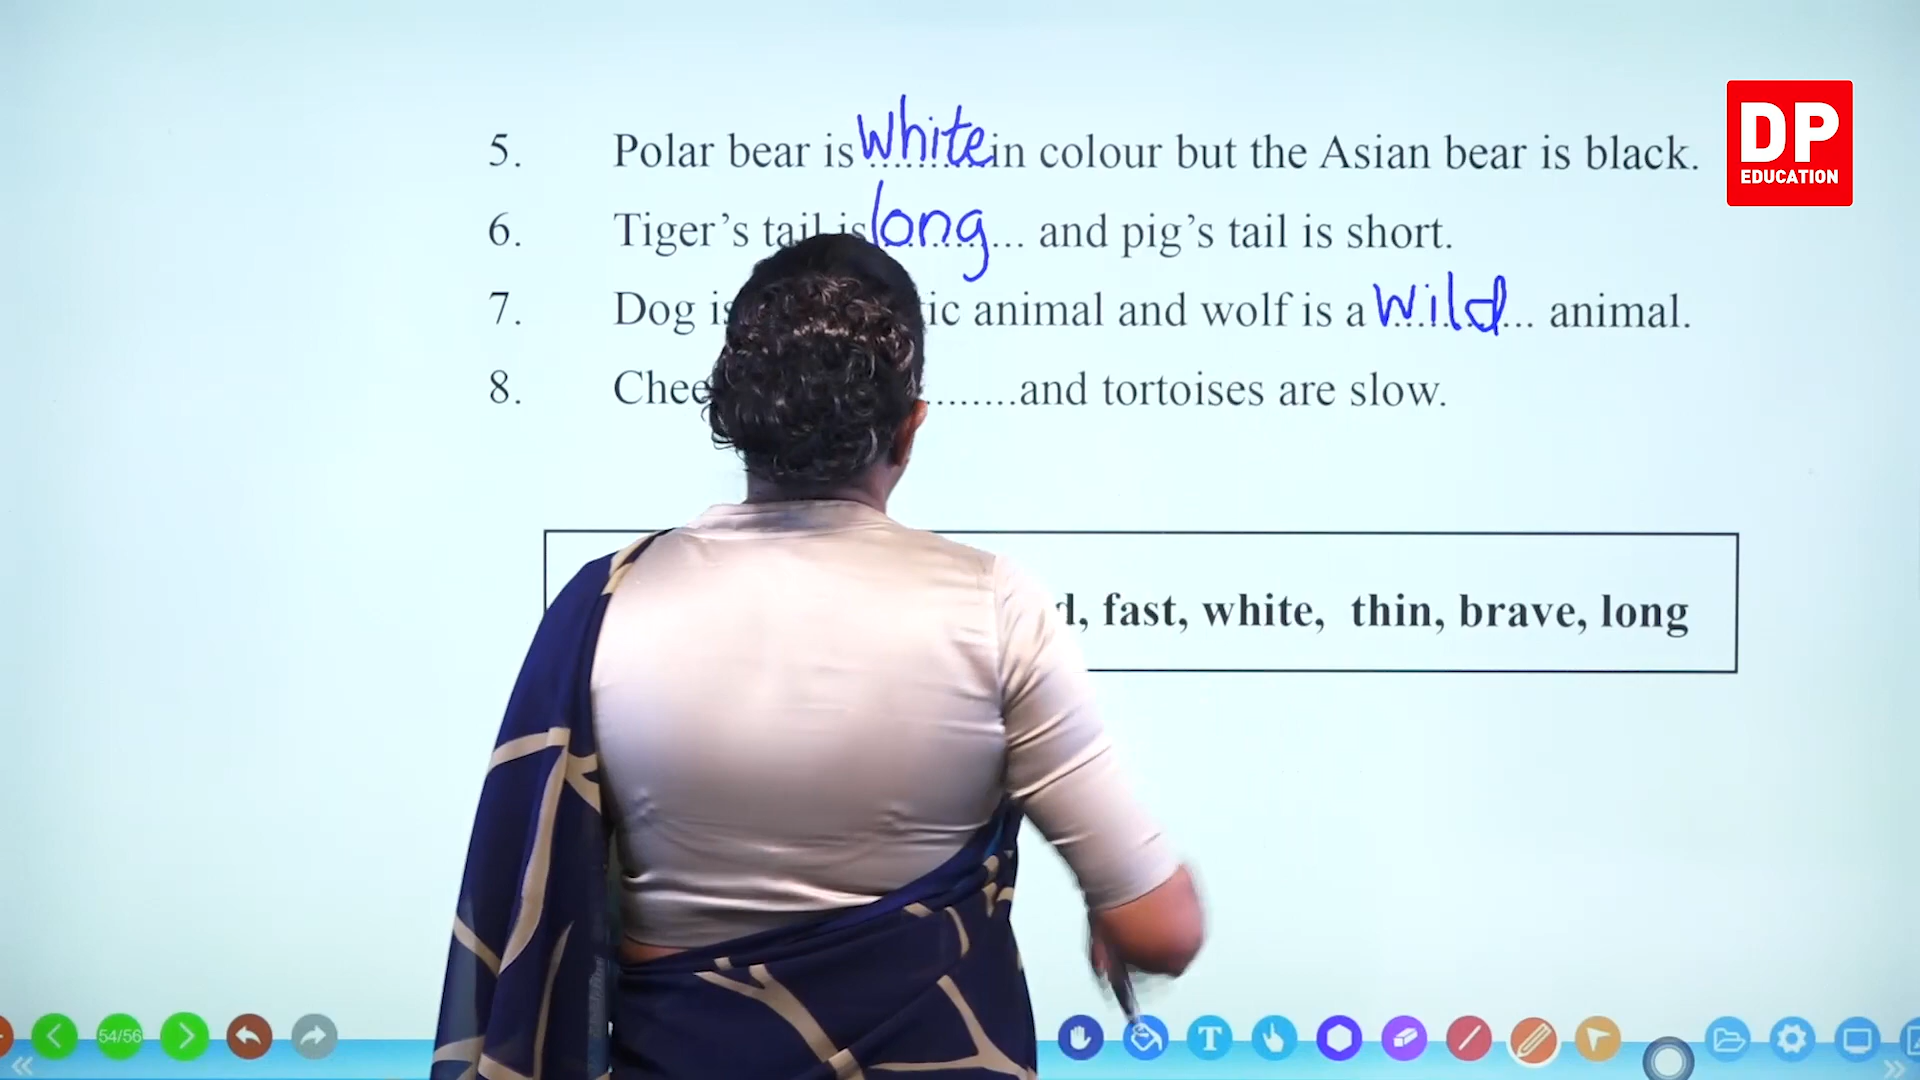 DP
EDUCATION
5. Polar bear is white in colour but the Asian bear is black.
6. Tiger's tail is long ... and pig's tail is short.
7. Dog is animal and wolf is a wild ... animal.
8. ........and tortoises are slow.
fast, white, thin, brave, long
54/56
T